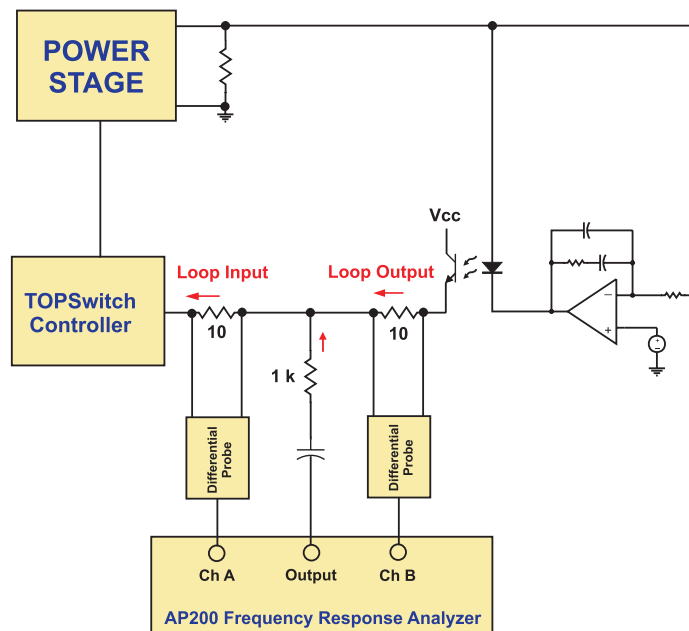 POWER
STAGE
Vcc
Loop Input
Loop Output
TOPSwitch
Controller
10
10
1 k
−
+
+
−
Differential
Probe
Differential
Probe
Ch A
Output
Ch B
AP200 Frequency Response Analyzer